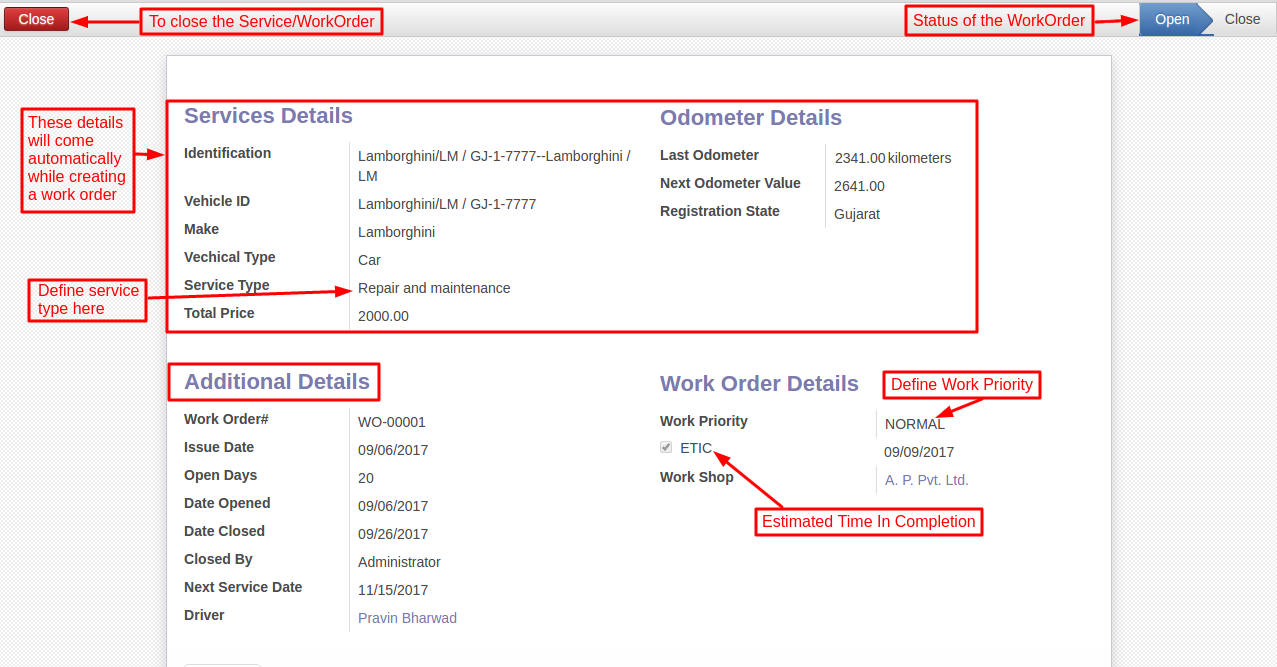 Close
To close the Service/WorkOrder
Status of the WorkOrder
Open
Close
These details
will come
automatically
while creating
a work order
Services Details
Identification
Lamborghini/LM / GJ-1-7777--Lamborghini /
LM
Vehicle ID
Lamborghini/LM / GJ-1-7777
Make
Lamborghini
Vechical Type
Car
Service Type
Repair and maintenance
Total Price
2000.00
Define service
type here
Odometer Details
Last Odometer
2341.00 kilometers
Next Odometer Value
2641.00
Registration State
Gujarat
Additional Details
Work Order#
WO-00001
Issue Date
09/06/2017
Open Days
20
Date Opened
09/06/2017
Date Closed
09/26/2017
Closed By
Administrator
Next Service Date
11/15/2017
Driver
Pravin Bharwad
Work Order Details
Define Work Priority
Work Priority
NORMAL
ETIC
09/09/2017
Work Shop
A. P. Pvt. Ltd.
Estimated Time In Completion